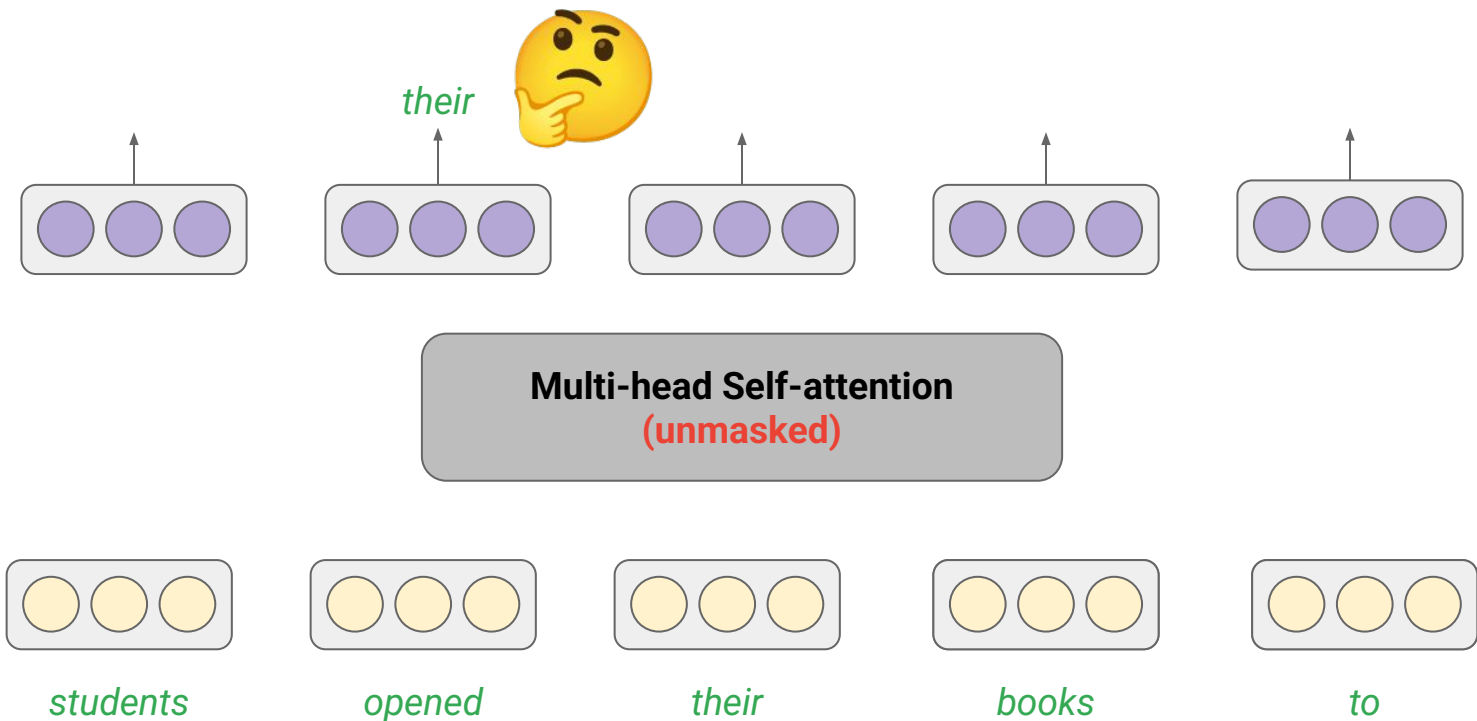 their
Multi-head Self-attention
(unmasked)
students opened their books to